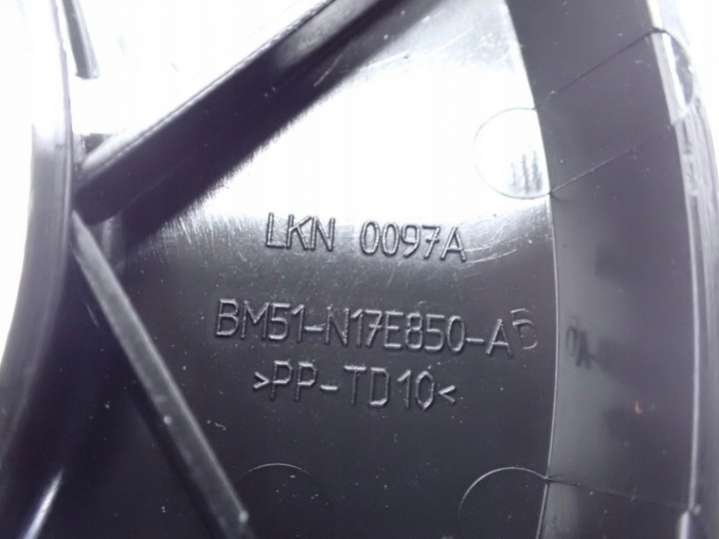 LKN 0097A
BM51-N17E850-AB
>PP-TD10<